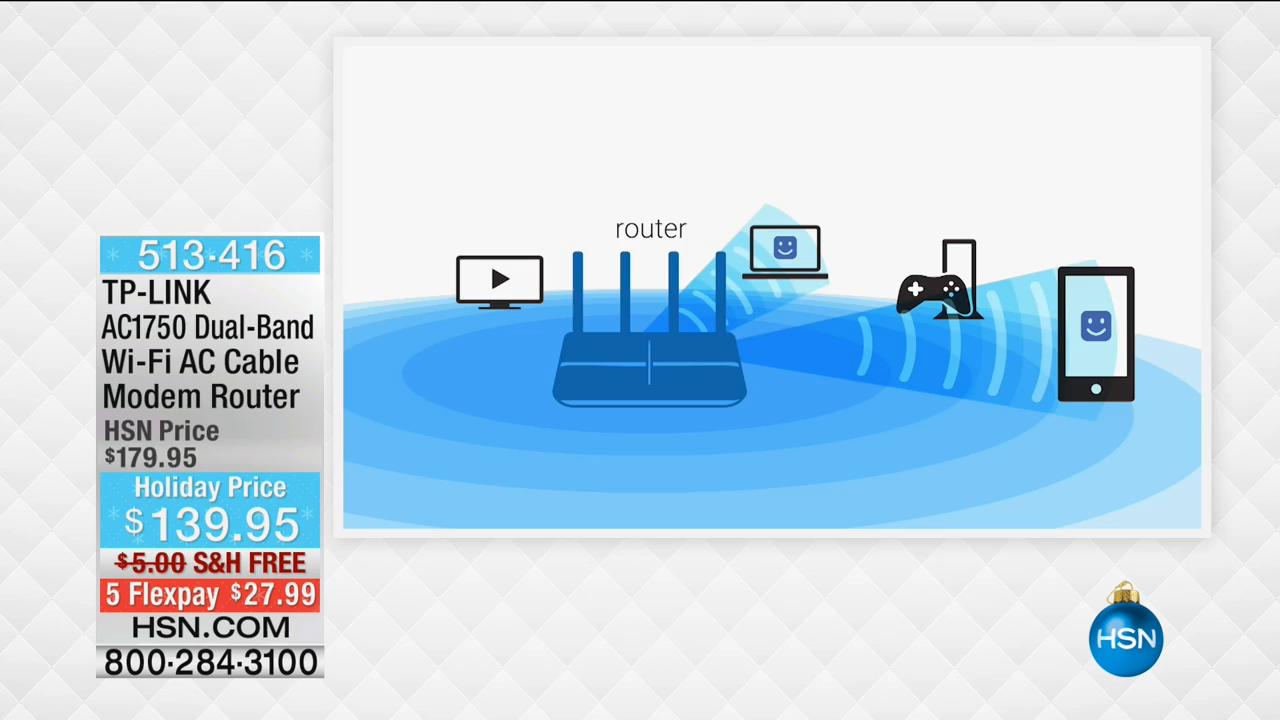 513·416
TP-LINK
AC1750 Dual-Band
Wi-Fi AC Cable
Modem Router
HSN Price
$179.95
Holiday Price
$139.95
$5.00 S&H FREE
5 Flexpay $27.99
HSN.COM
800·284·3100
router
HSN